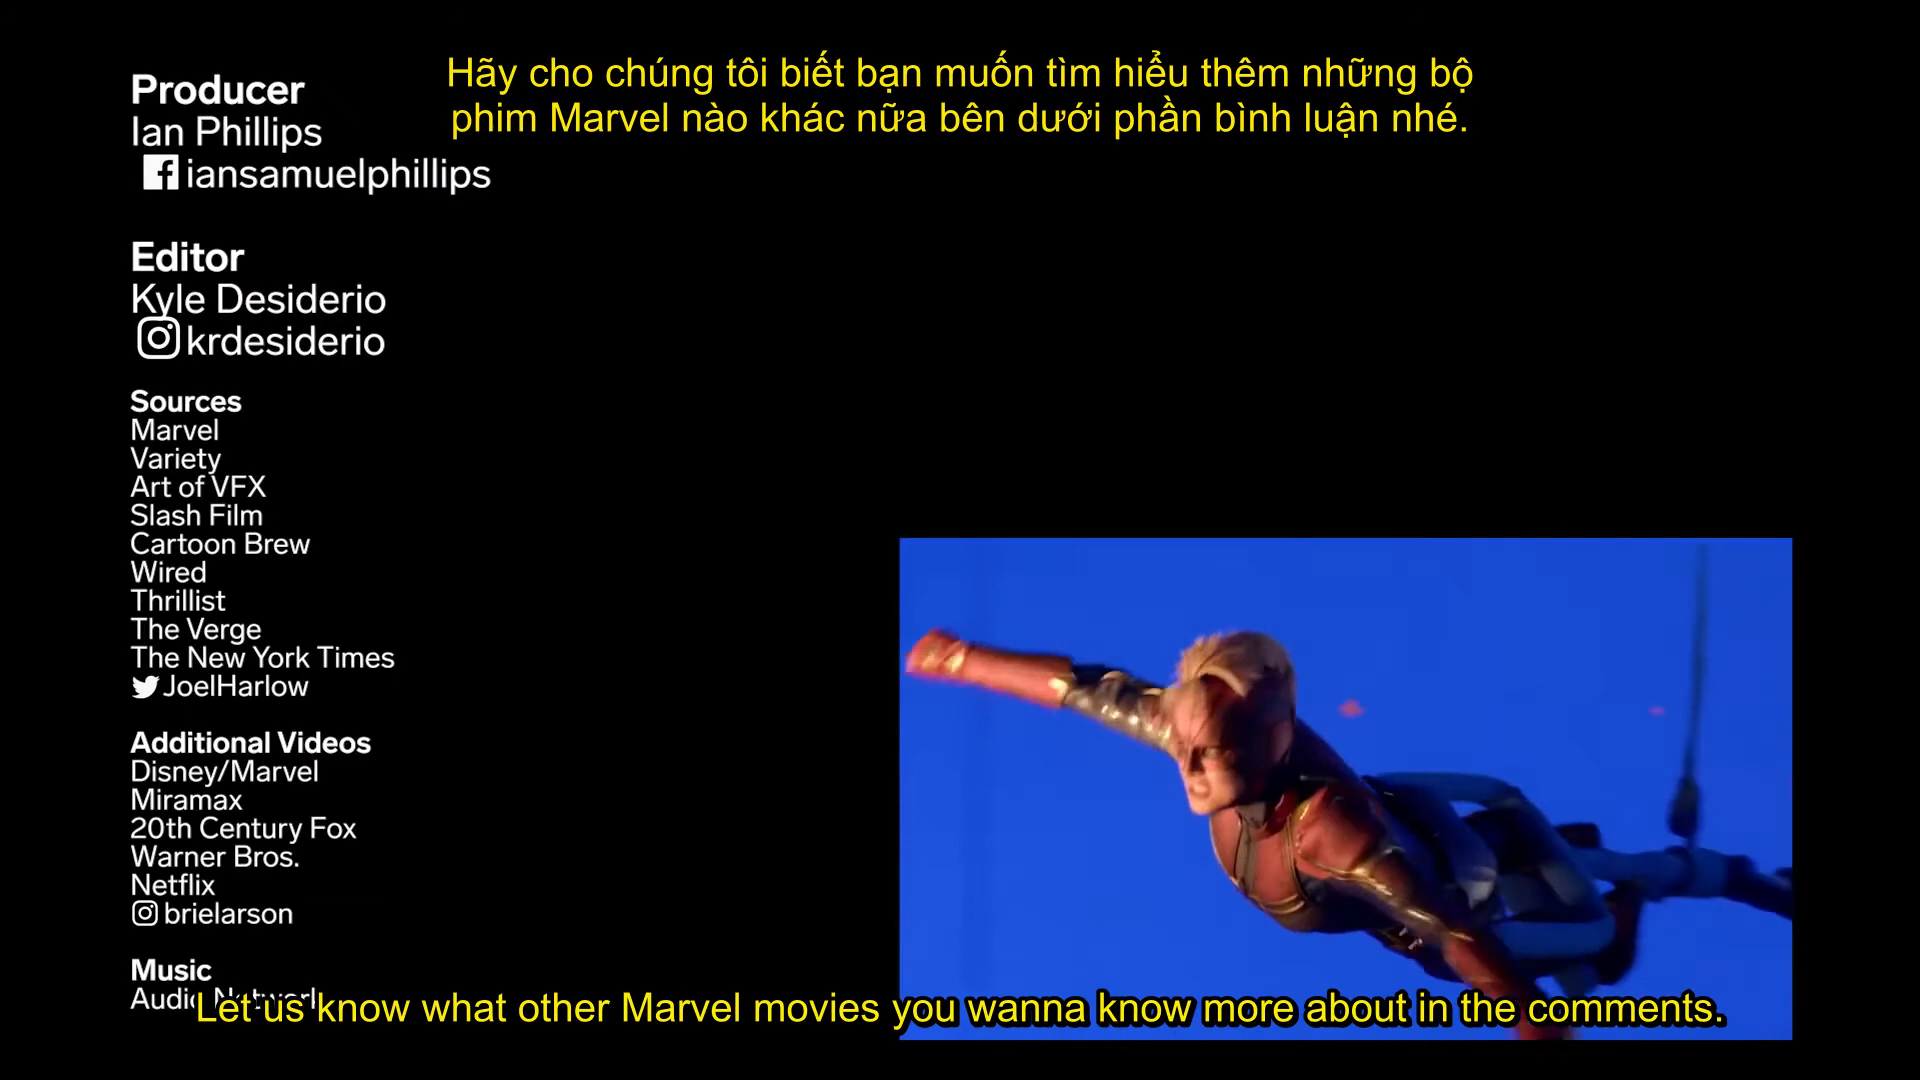 Hãy cho chúng tôi biết bạn muốn tìm hiểu thêm những bộ
phim Marvel nào khác nữa bên dưới phần bình luận nhé.
Producer
Ian Phillips
iansamuelphillips
Editor
Kyle Desiderio
krdesiderio
Sources
Marvel
Variety
Art of VFX
Slash Film
Cartoon Brew
Wired
Thrillist
The Verge
The New York Times
JoelHarlow
Additional Videos
Disney/Marvel
Miramax
20th Century Fox
Warner Bros.
Netflix
brielarson
Music
Audio Network
Let us know what other Marvel movies you wanna know more about in the comments.